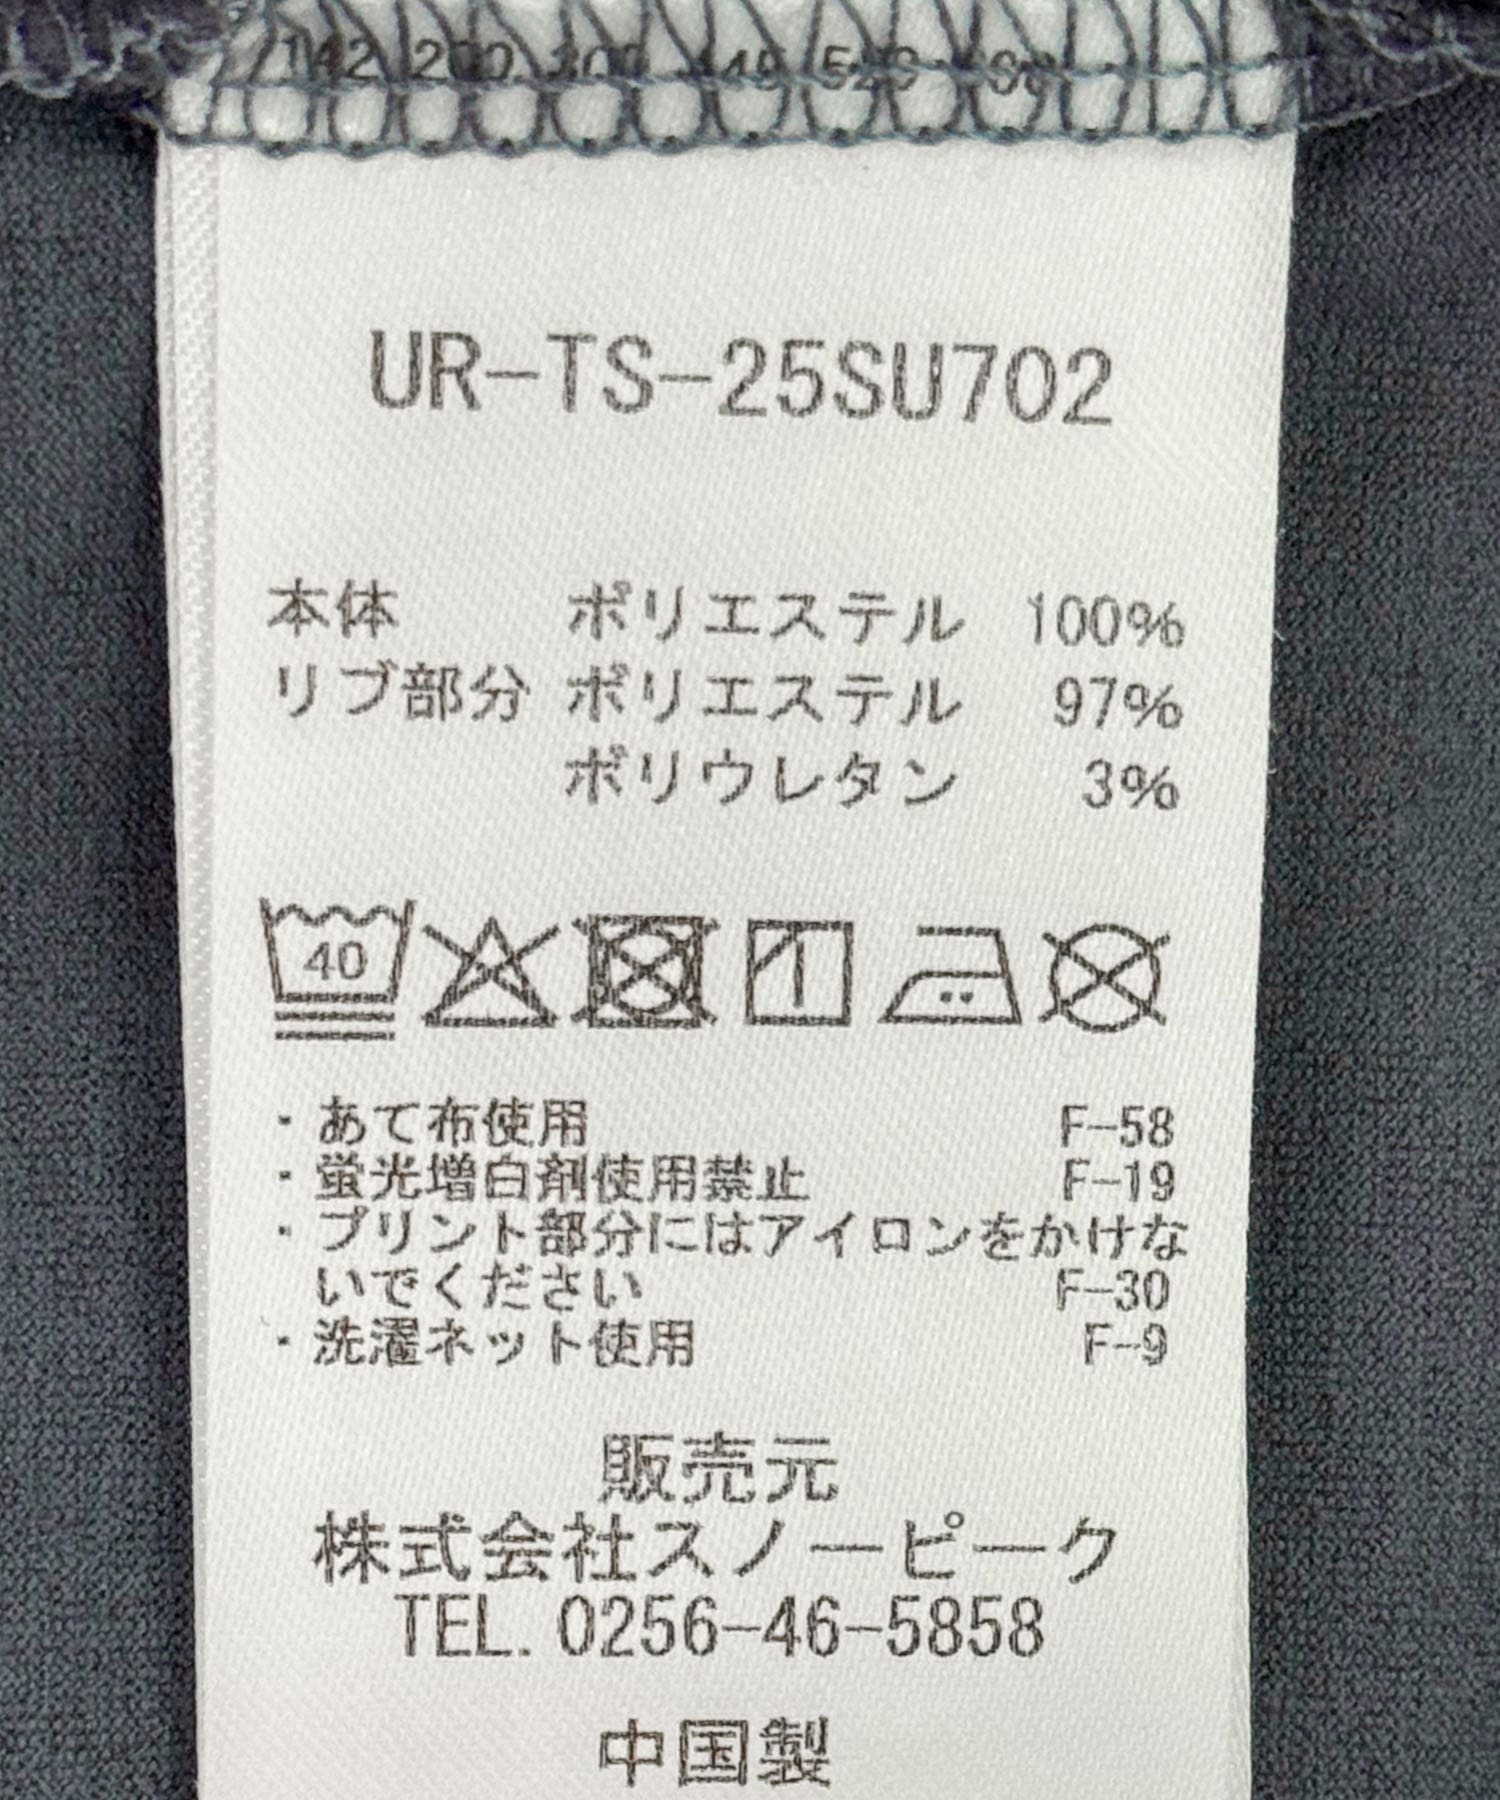 UR-TS-25SU702
本体 ポリエステル 100%
リブ部分 ポリエステル 97%
ポリウレタン 3%
40
・あて布使用 F-58
・蛍光増白剤使用禁止 F-19
・プリント部分にはアイロンをかけな
いでください F-30
・洗濯ネット使用 F-9
販売元
株式会社スノーピーク
TEL. 0256-46-5858
中国製